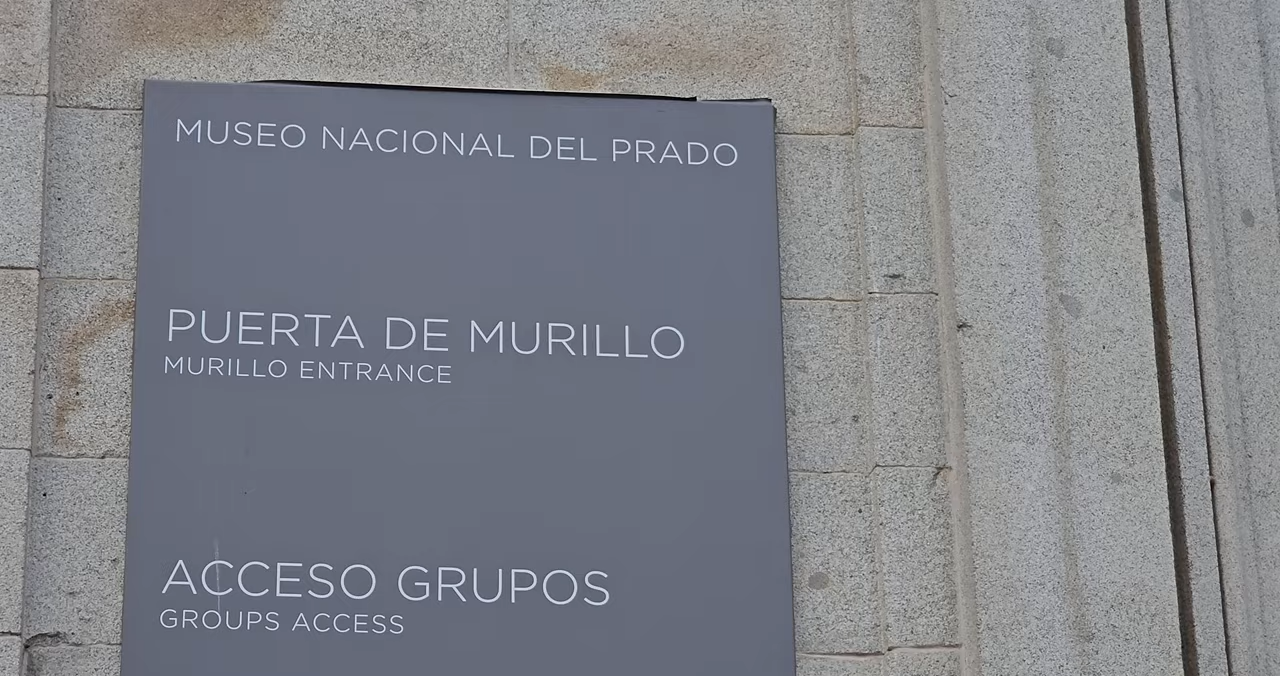 MUSEO NACIONAL DEL PRADO
PUERTA DE MURILLO
MURILLO ENTRANCE
ACCESO GRUPOS
GROUPS ACCESS